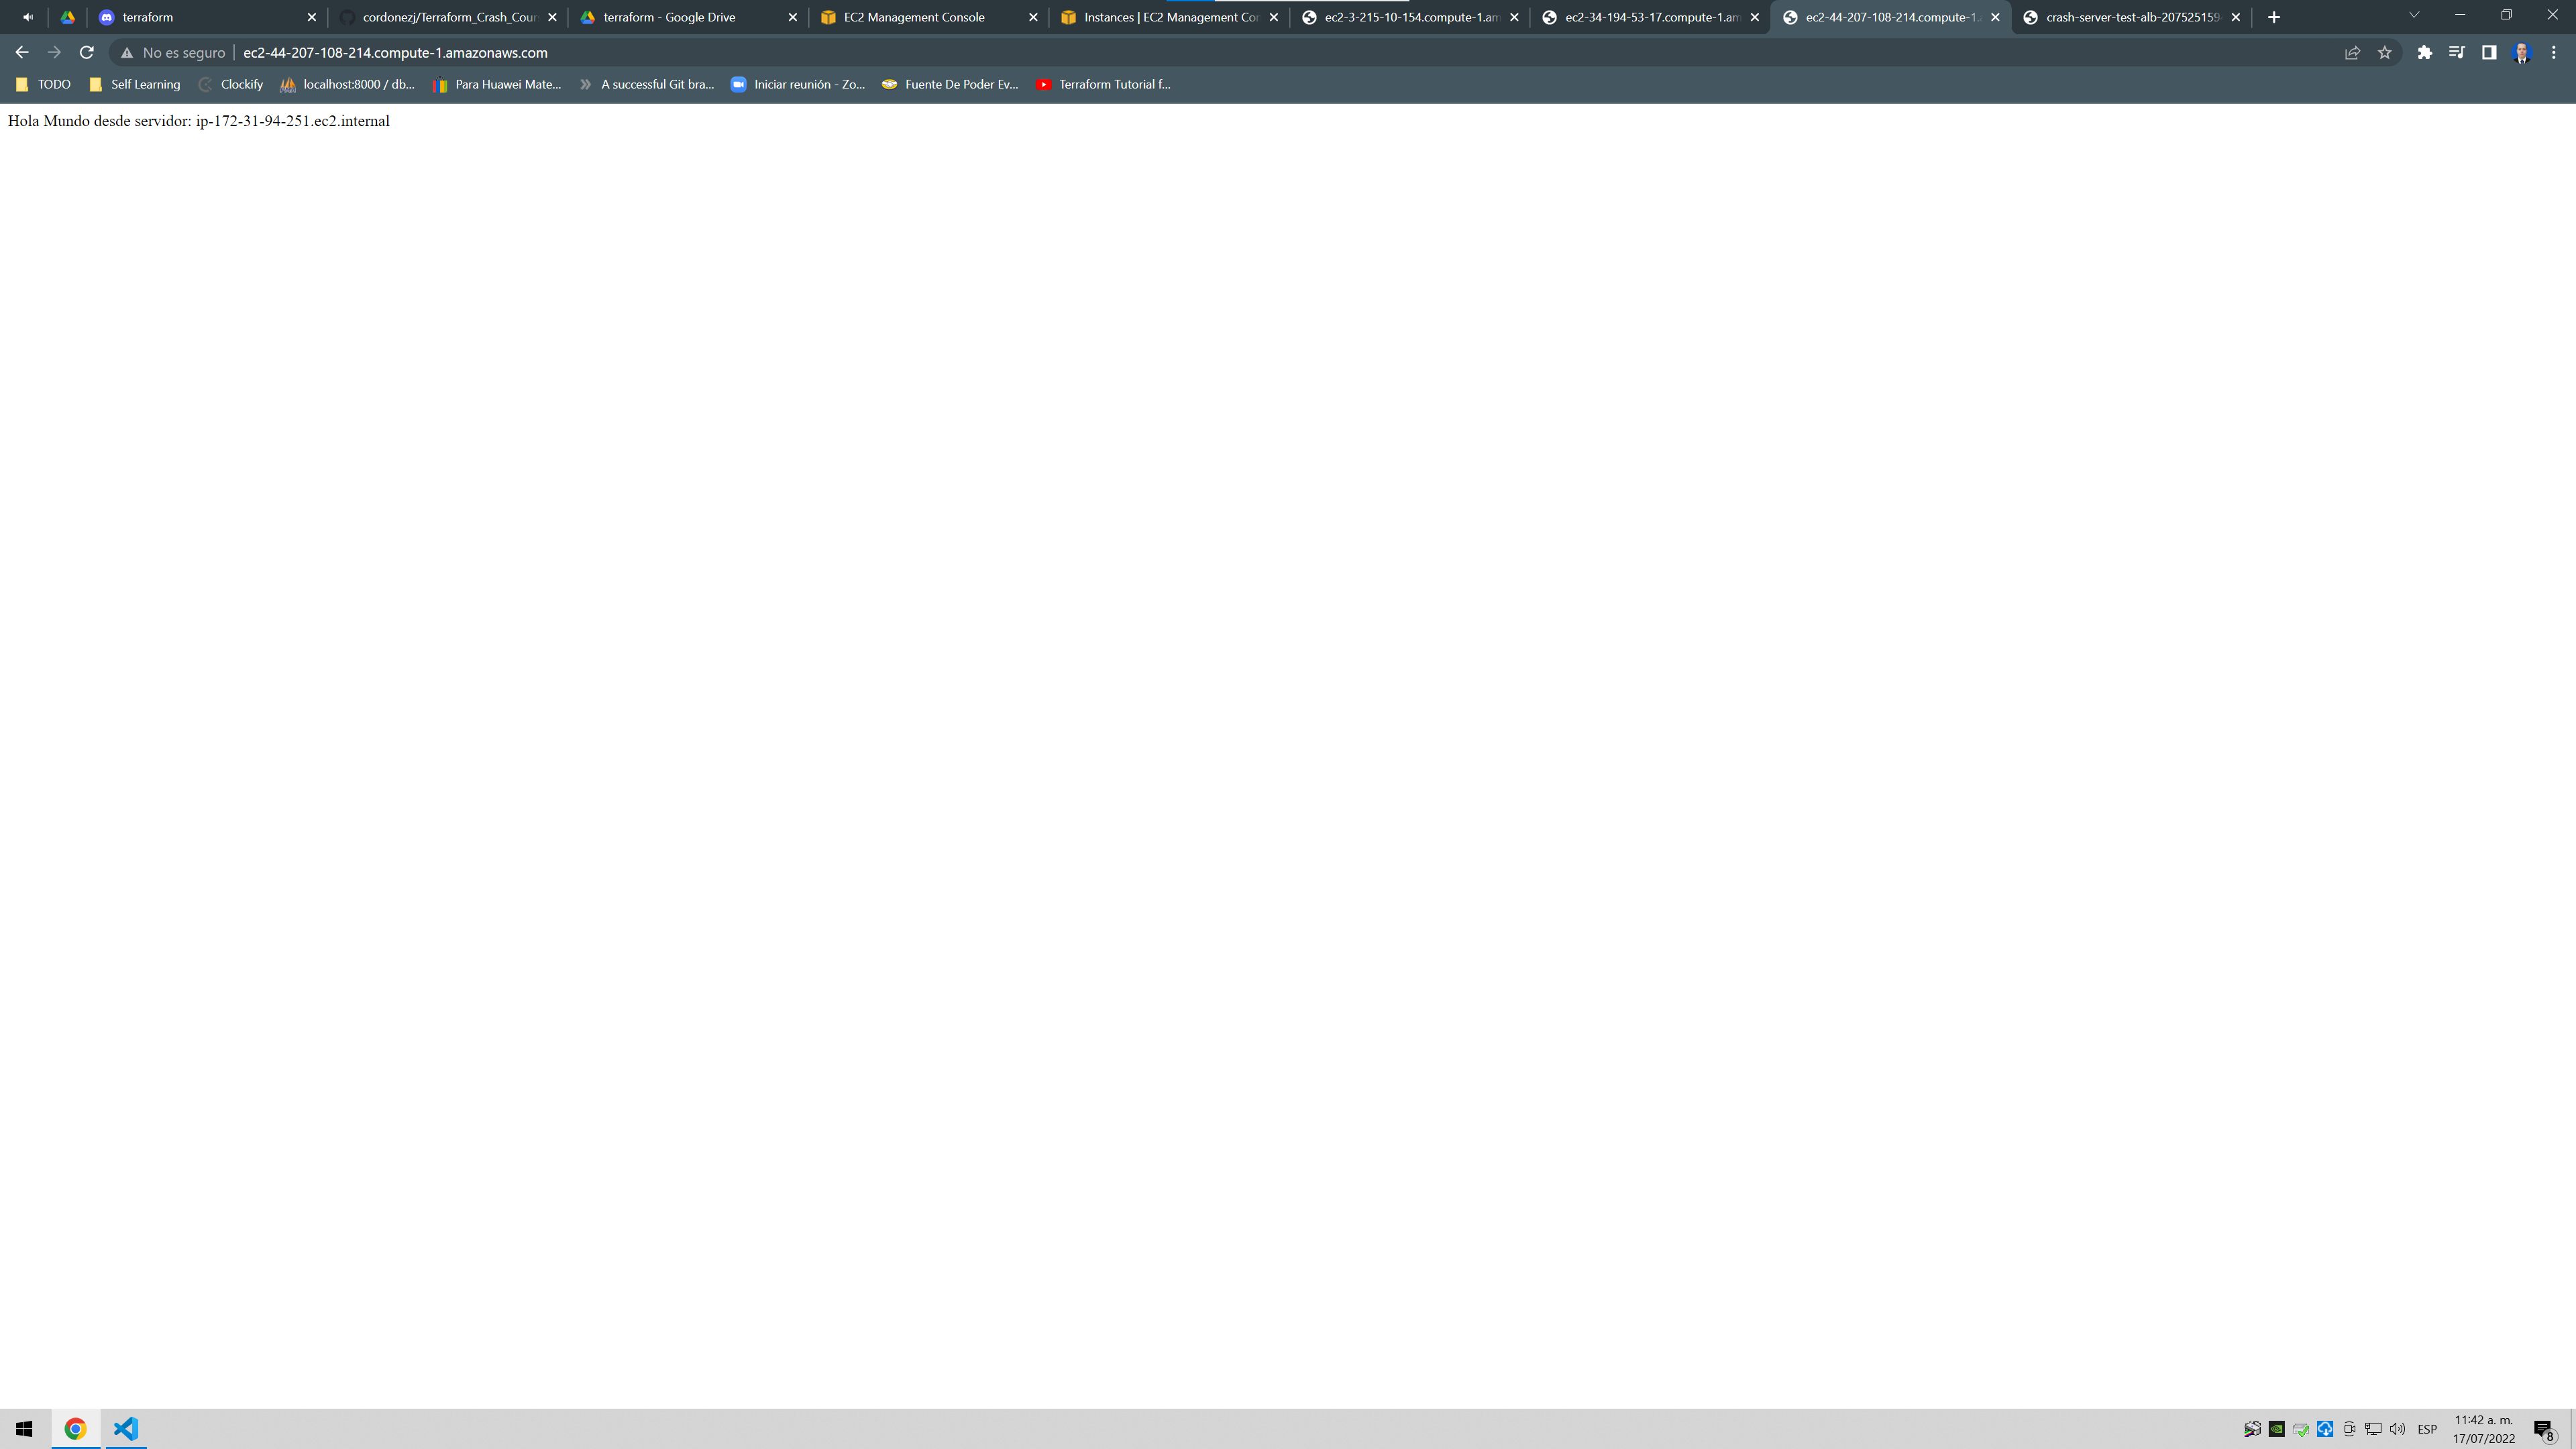 terraform
cordonezj/Terraform_Crash_Cour
terraform - Google Drive
EC2 Management Console
Instances | EC2 Management Con
ec2-3-215-10-154.compute-1.am
ec2-34-194-53-17.compute-1.am
ec2-44-207-108-214.compute-1.a
crash-server-test-alb-207525159
No es seguro
ec2-44-207-108-214.compute-1.amazonaws.com
TODO
Self Learning
Clockify
localhost:8000 / db...
Para Huawei Mate...
A successful Git bra...
Iniciar reunión - Zo...
Fuente De Poder Ev...
Terraform Tutorial f...
Hola Mundo desde servidor: ip-172-31-94-251.ec2.internal
ESP
11:42 a. m.
17/07/2022
8